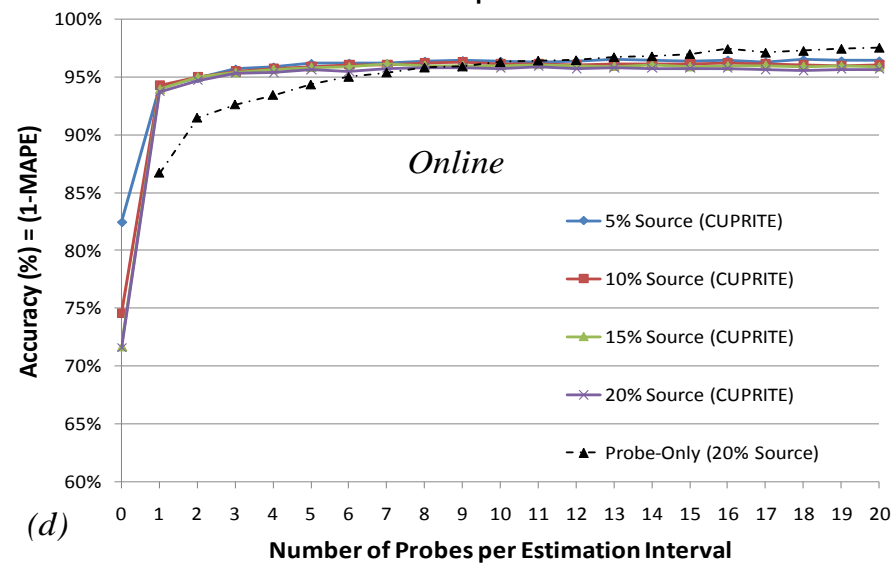 100%
95%
90%
85%
80%
75%
70%
65%
60%
Accuracy (%) = (1-MAPE)
Online
5% Source (CUPRITE)
10% Source (CUPRITE)
15% Source (CUPRITE)
20% Source (CUPRITE)
Probe-Only (20% Source)
0 1 2 3 4 5 6 7 8 9 10 11 12 13 14 15 16 17 18 19 20
(d)
Number of Probes per Estimation Interval